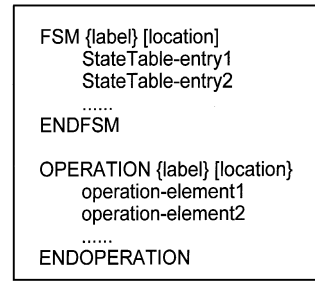 FSM {label} [location]
StateTable-entry1
StateTable-entry2
......
ENDFSM
OPERATION {label} [location}
operation-element1
operation-element2
......
ENDOPERATION